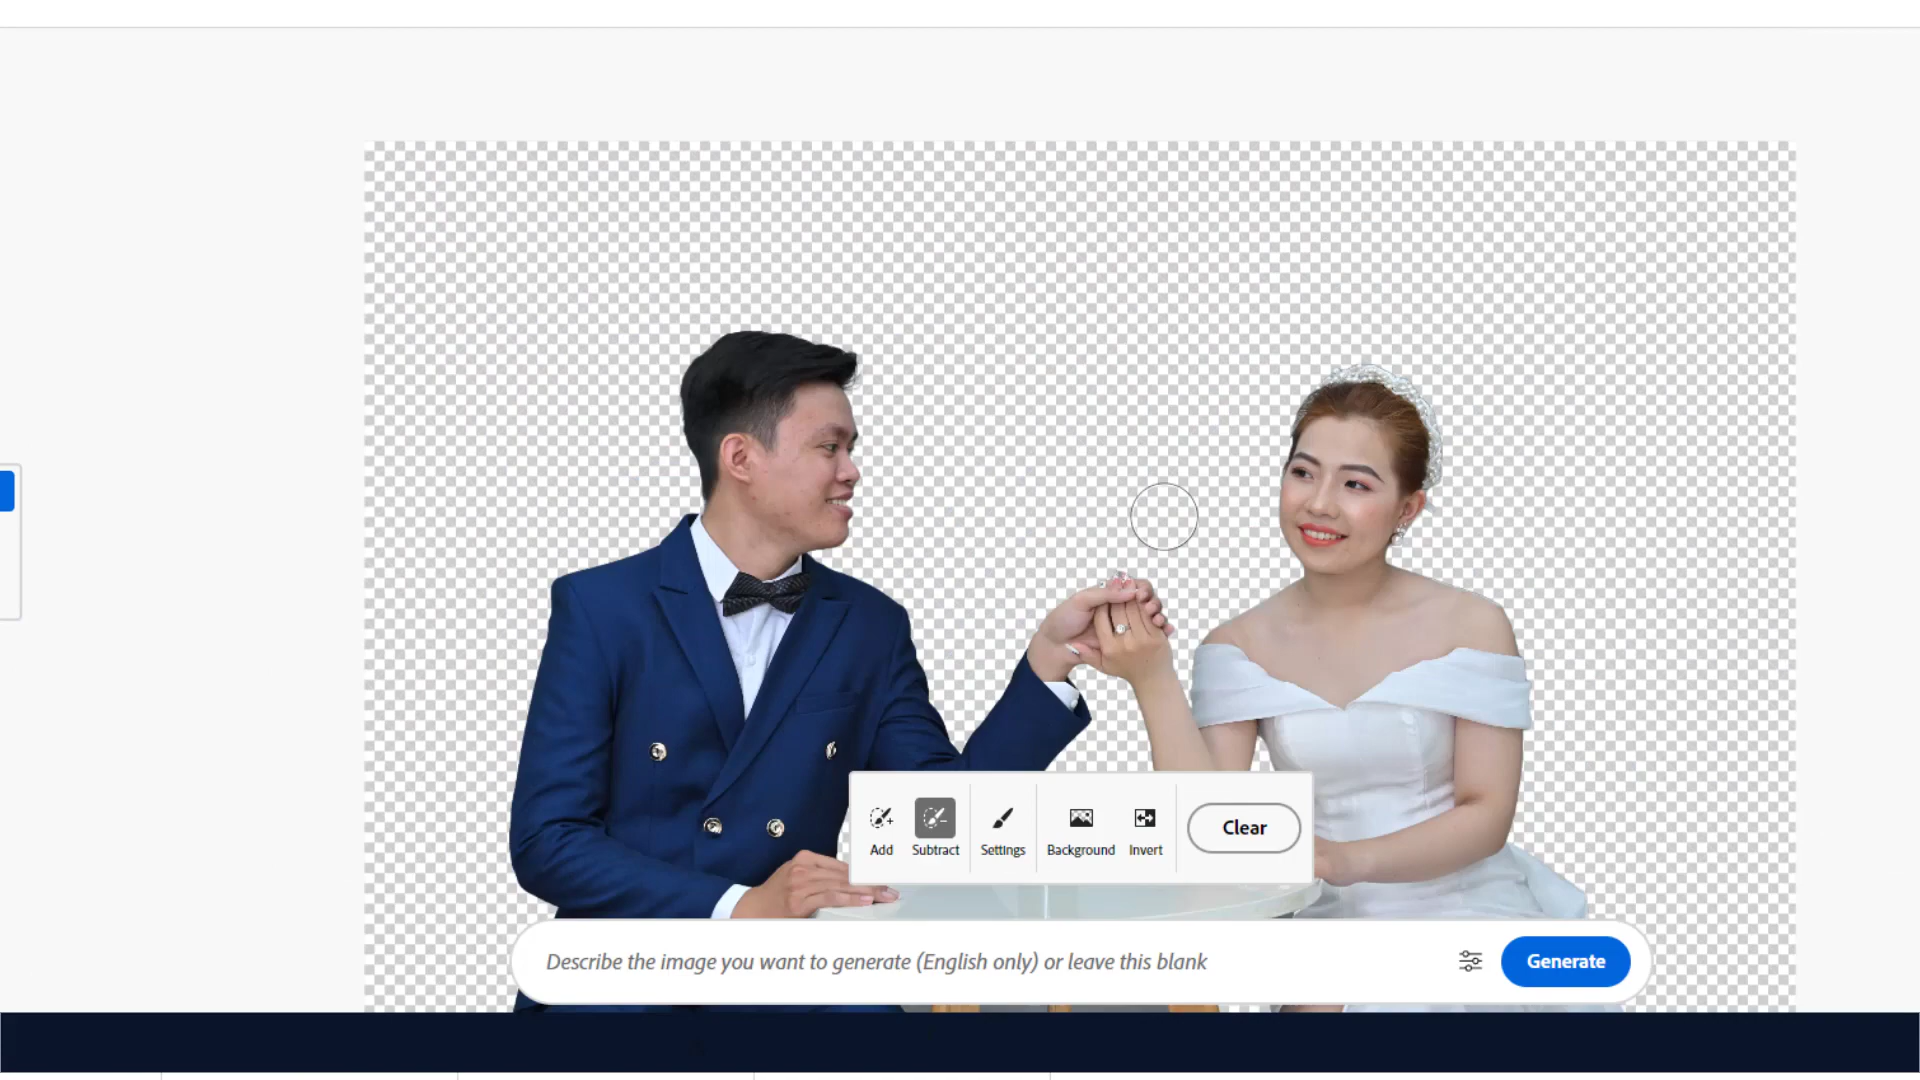 Add Subtract Settings Background Invert Clear
Describe the image you want to generate (English only) or leave this blank Generate